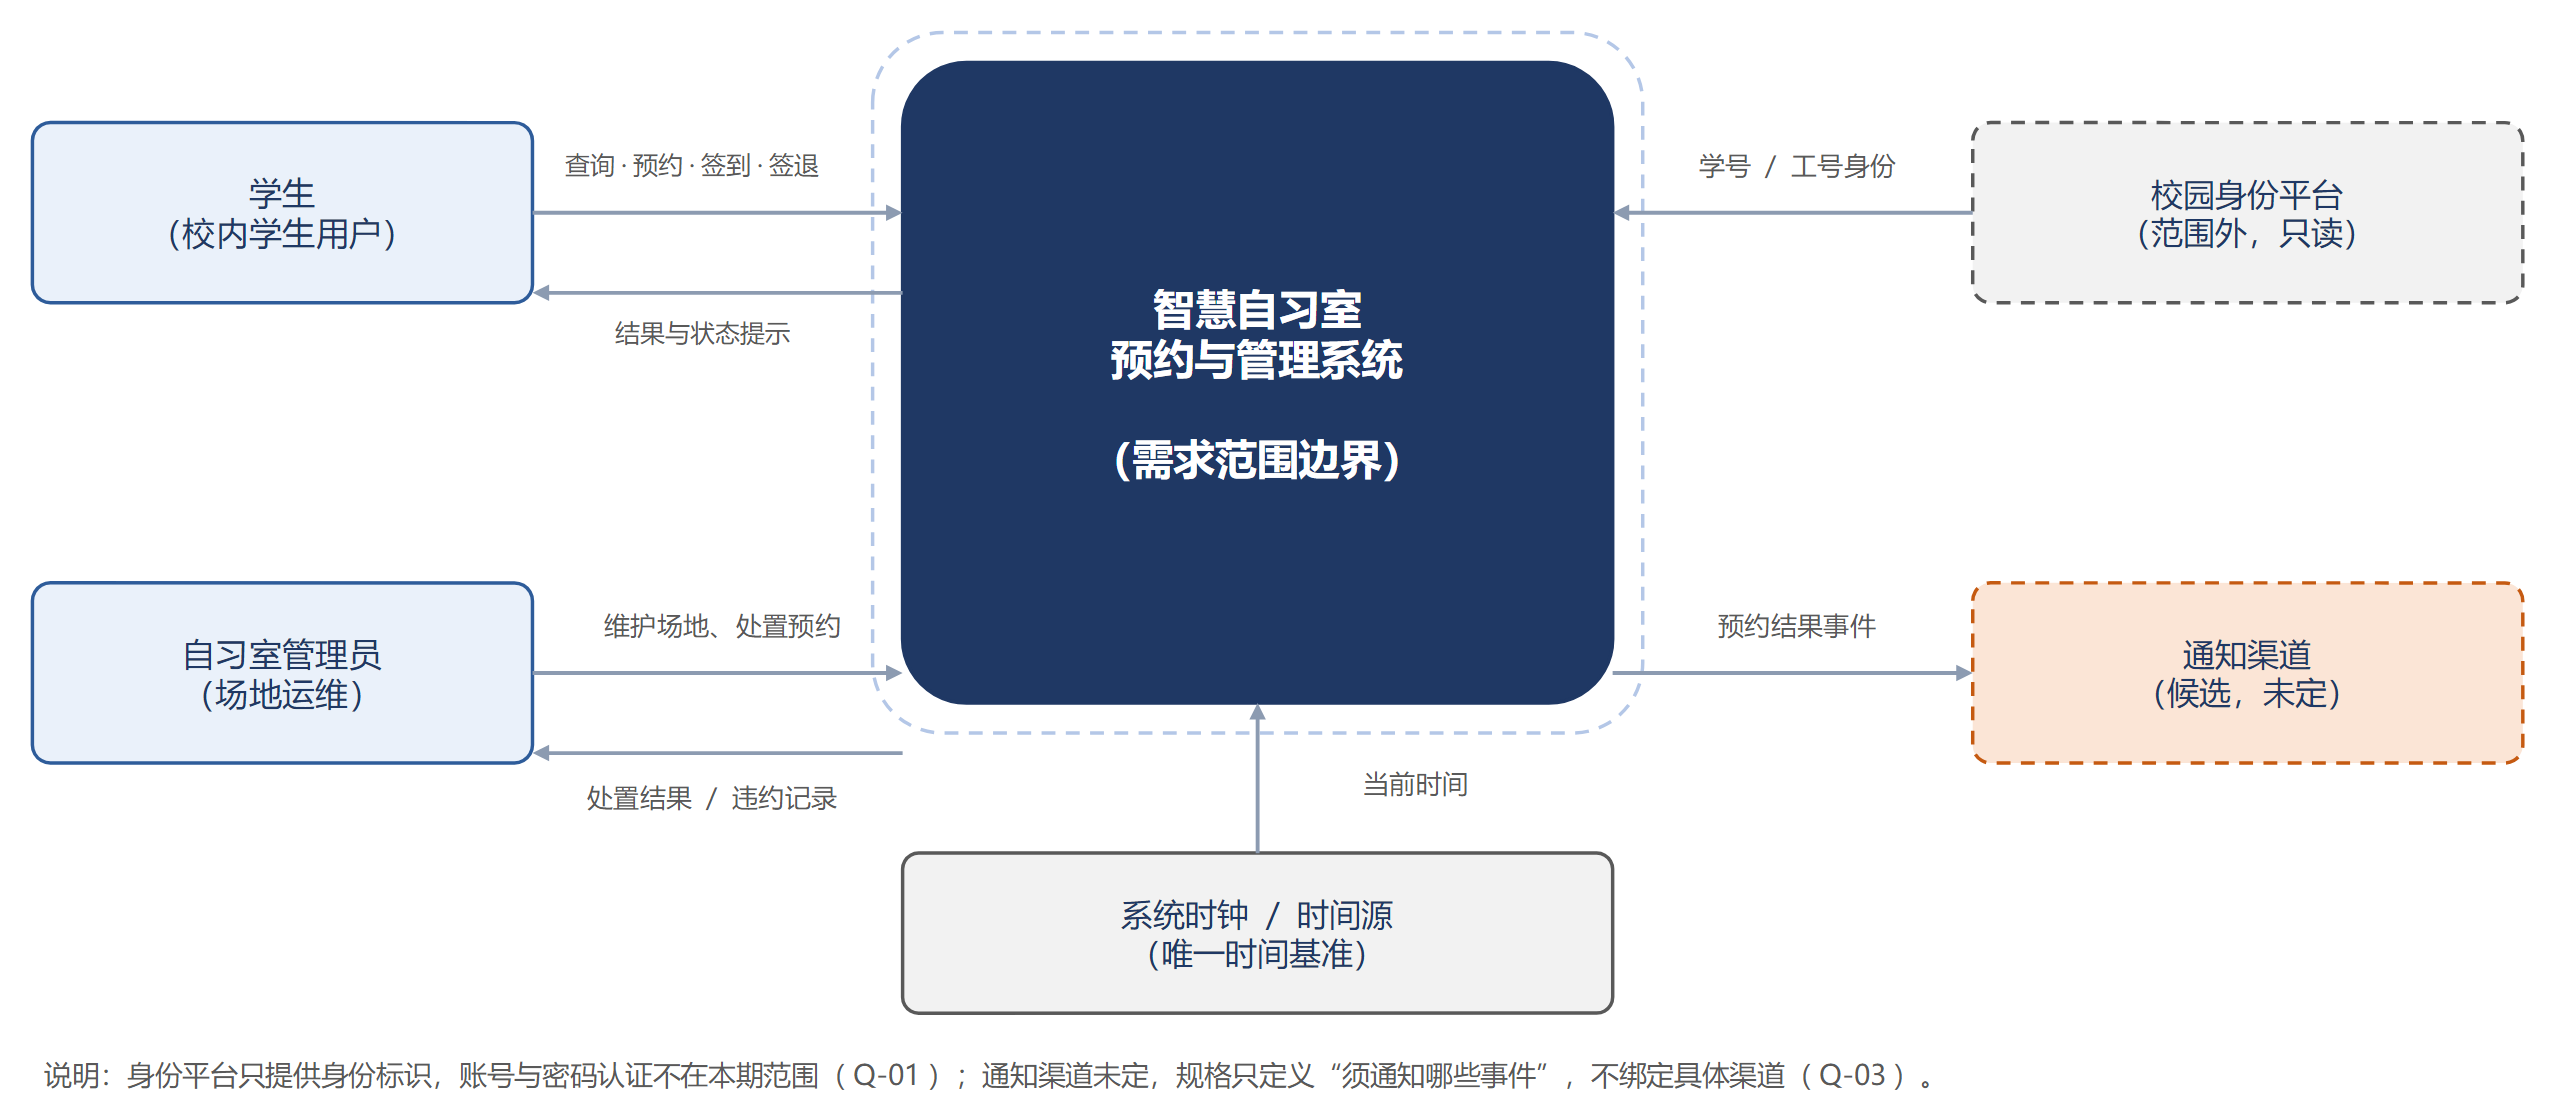 查询 · 预约 · 签到 · 签退
学号 / 工号身份
学生
（校内学生用户）
校园身份平台
（范围外，只读）
结果与状态提示
智慧自习室
预约与管理系统
（需求范围边界）
维护场地、处置预约
预约结果事件
自习室管理员
（场地运维）
通知渠道
（候选，未定）
处置结果 / 违约记录
当前时间
系统时钟 / 时间源
（唯一时间基准）
说明：身份平台只提供身份标识，账号与密码认证不在本期范围（ Q-01 ）；通知渠道未定，规格只定义“须通知哪些事件”，不绑定具体渠道（ Q-03 ）。